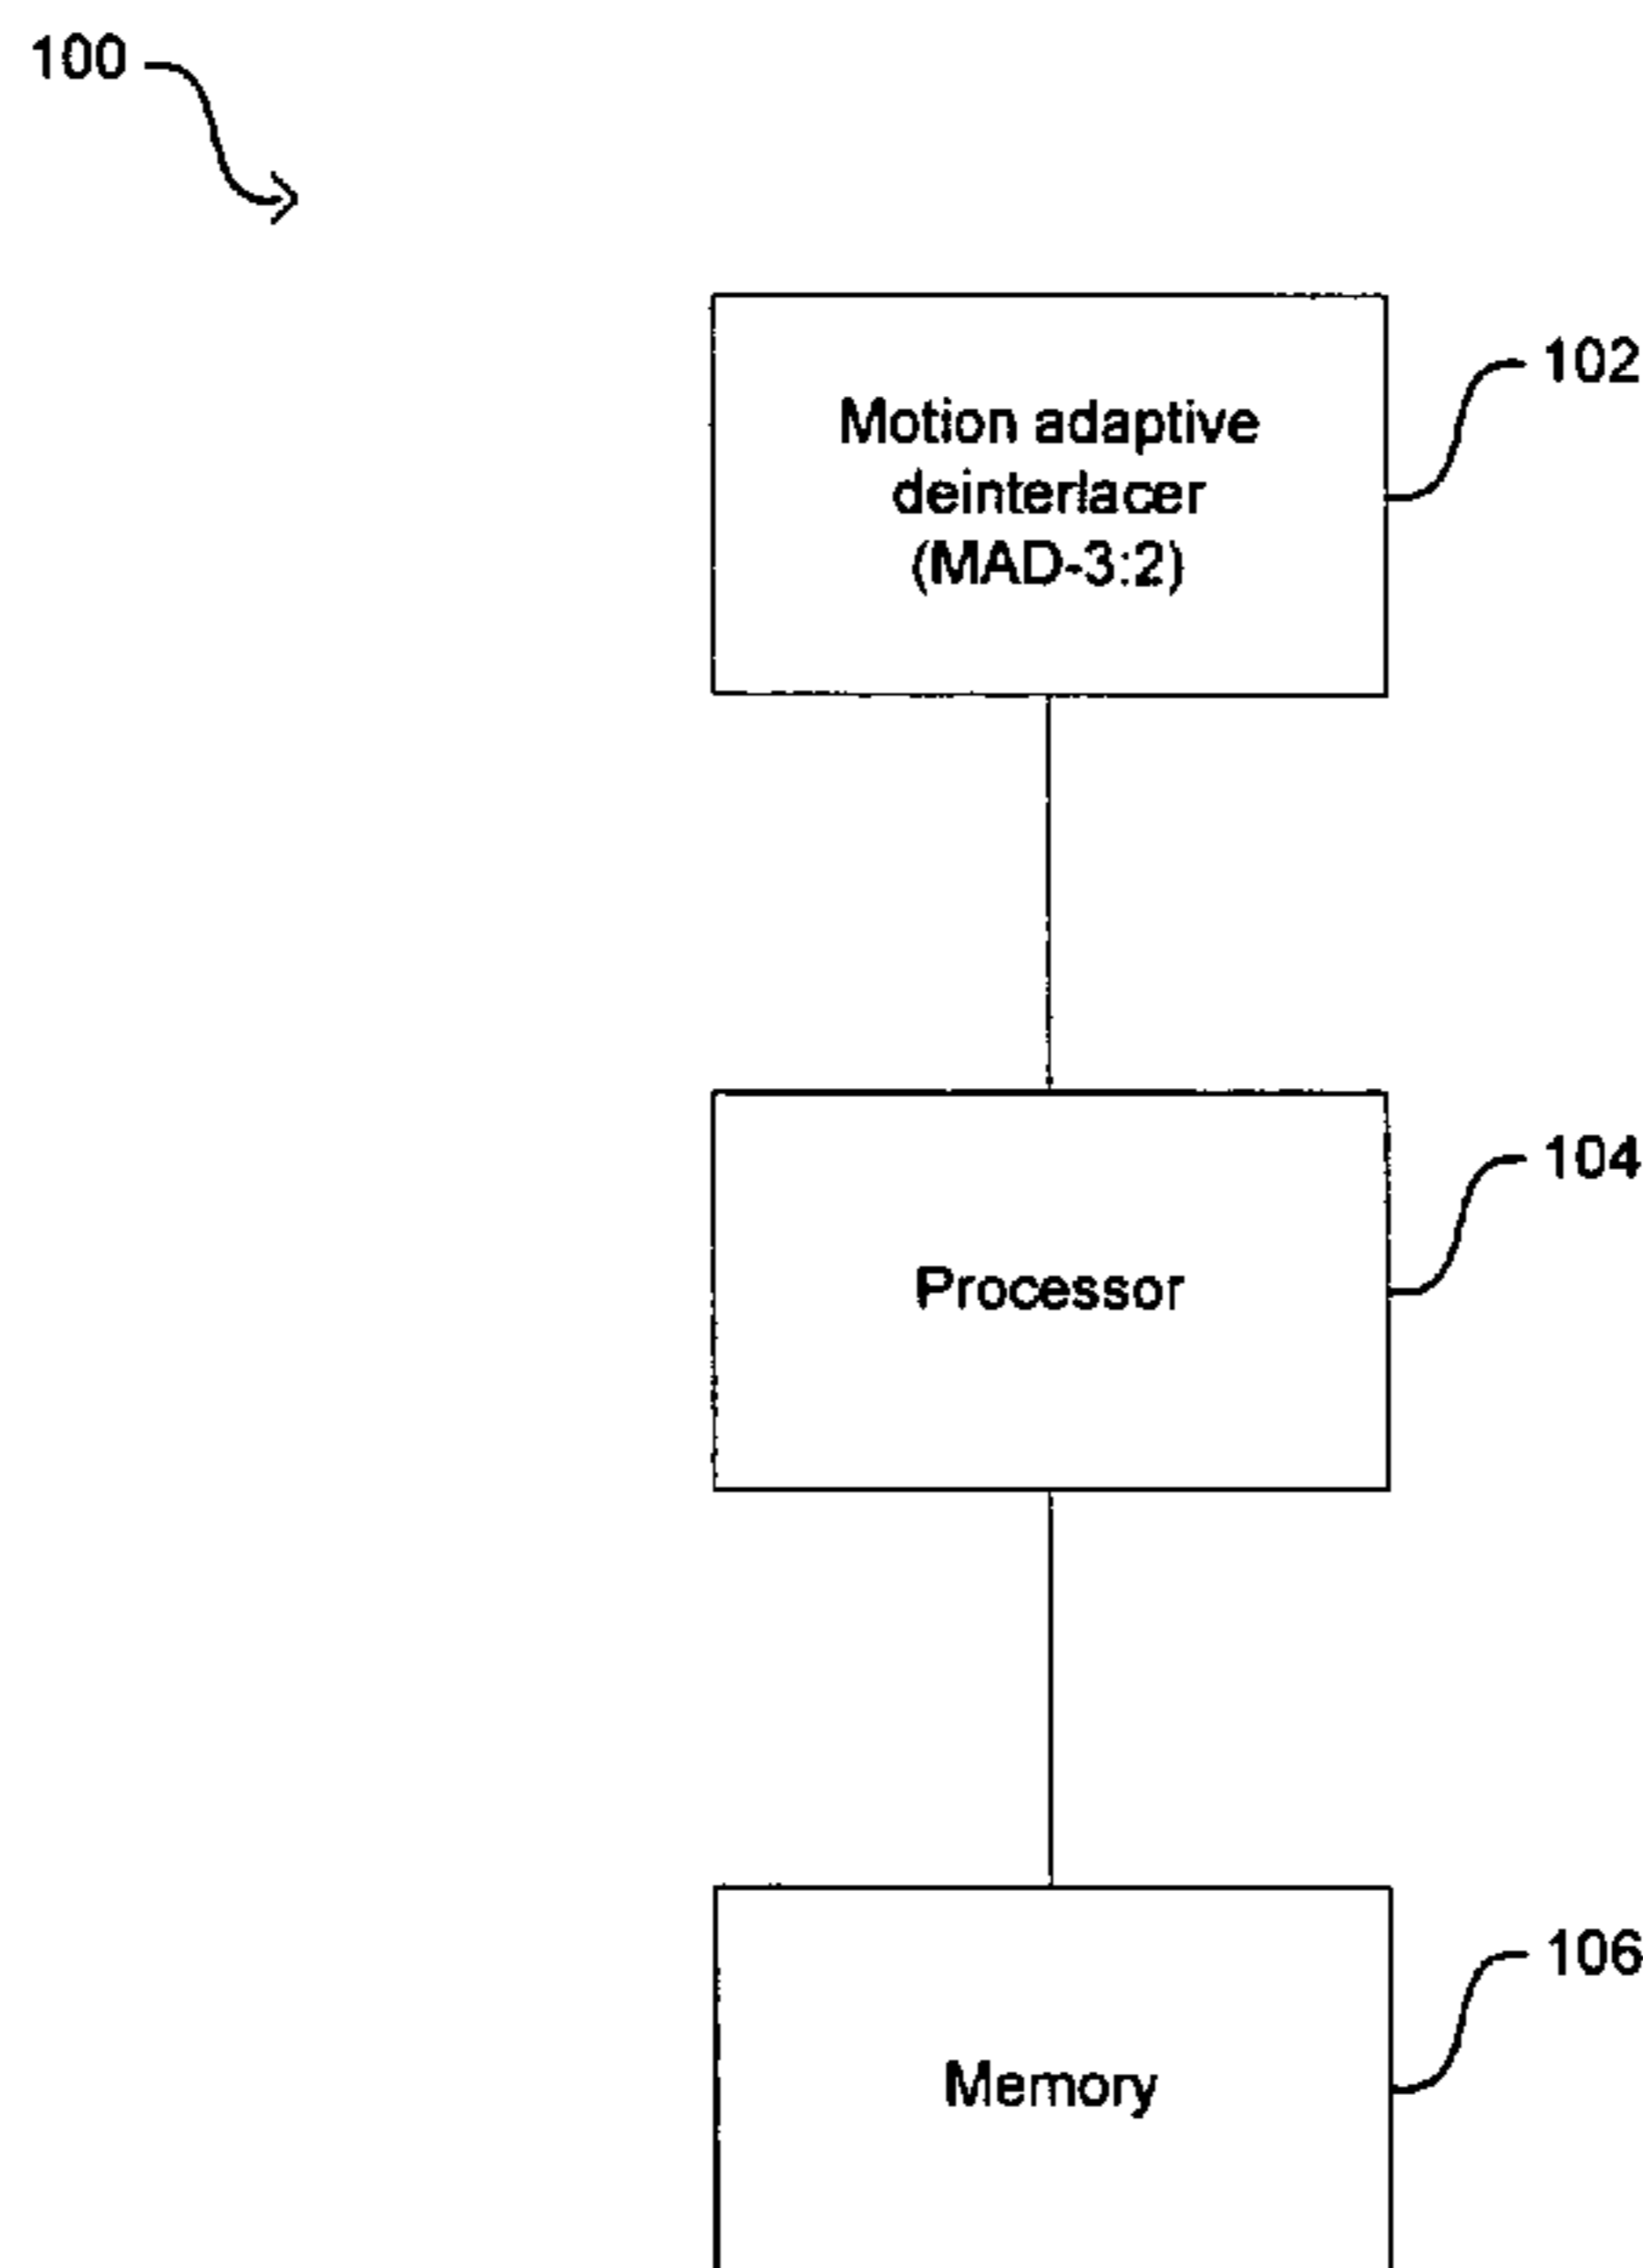 100
102
Motion adaptive
deinterlacer
(MAD-3:2)
104
Processor
106
Memory